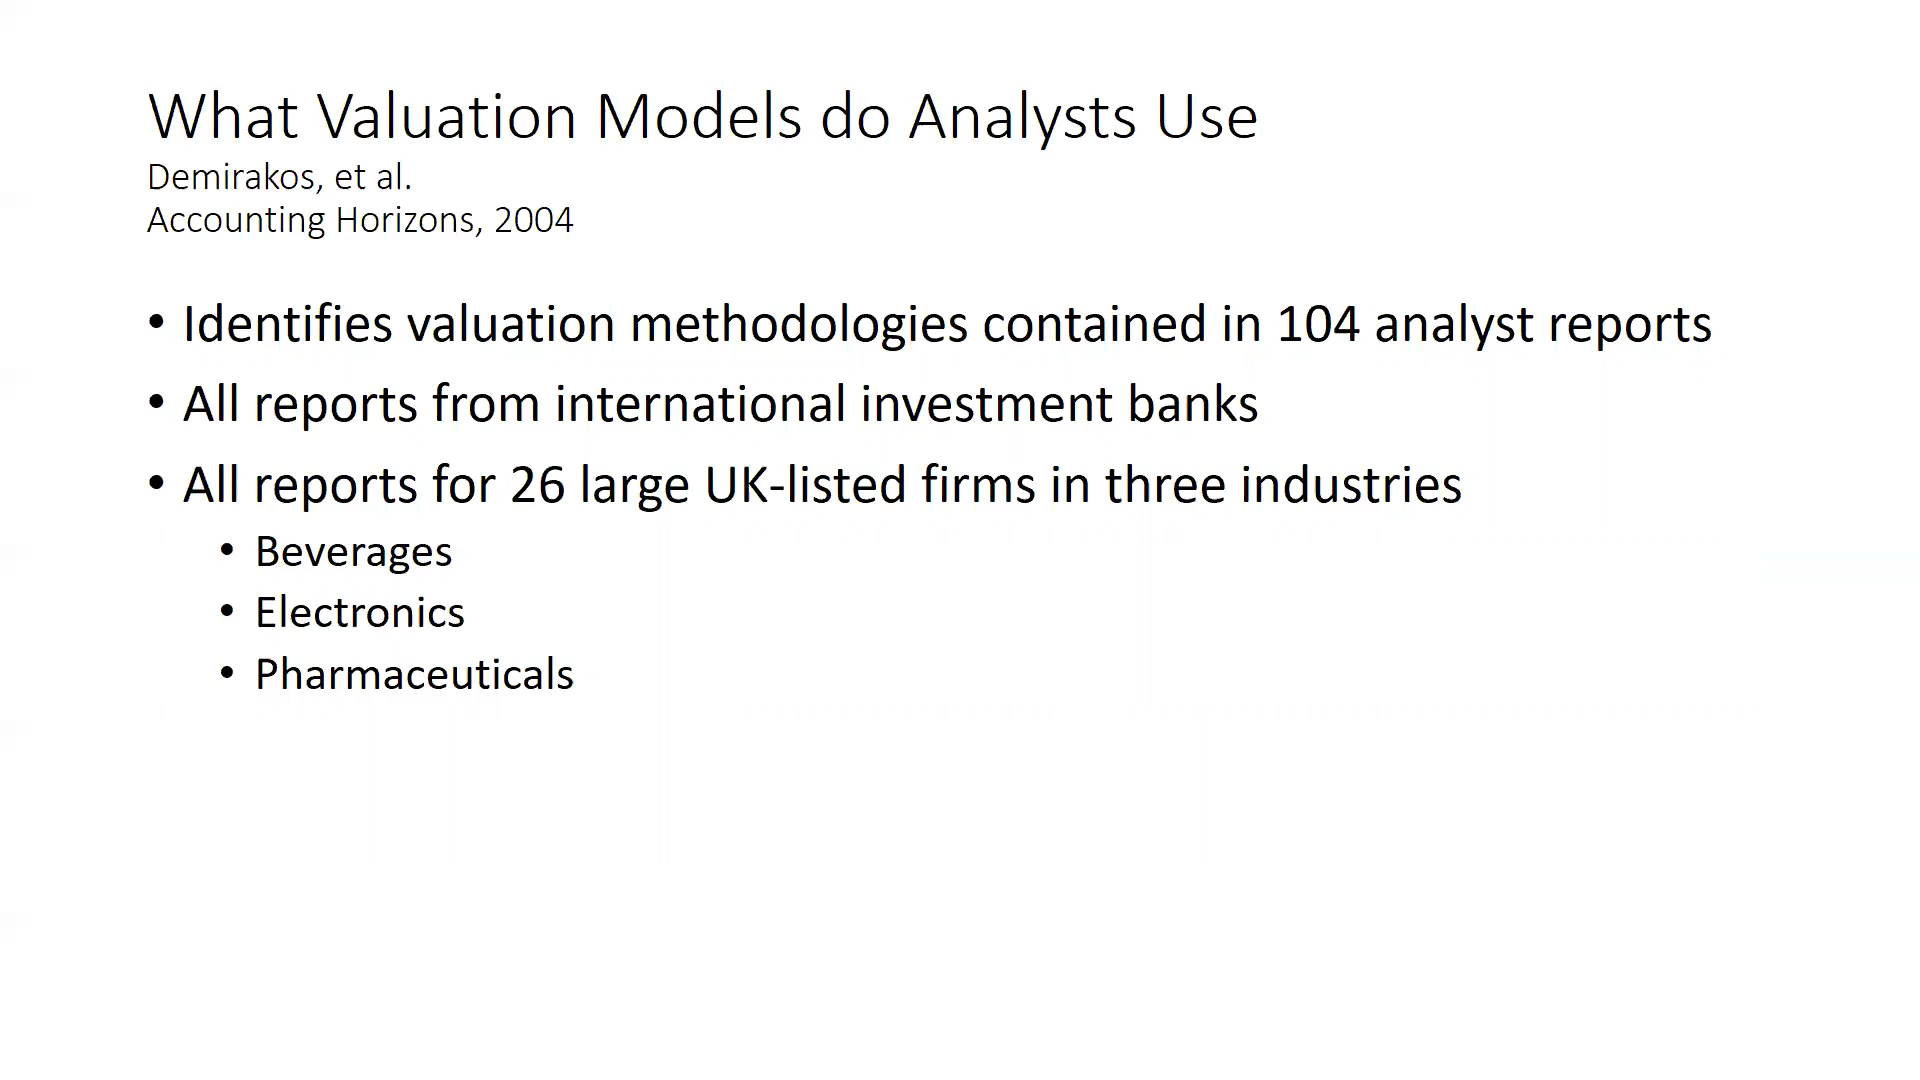 What Valuation Models do Analysts Use
Demirakos, et al.
Accounting Horizons, 2004
• Identifies valuation methodologies contained in 104 analyst reports
• All reports from international investment banks
• All reports for 26 large UK-listed firms in three industries
• Beverages
• Electronics
• Pharmaceuticals